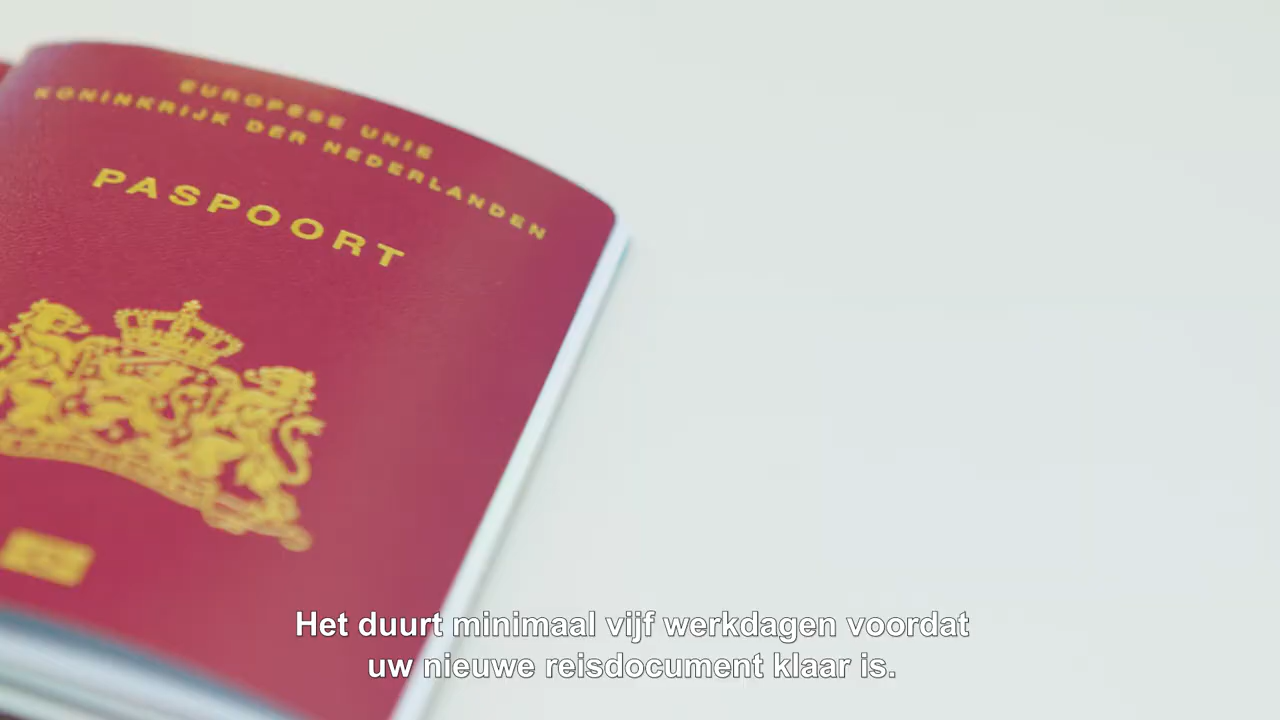 EUROPESE UNIE
KONINKRIJK DER NEDERLANDEN
PASPOORT
Het duurt minimaal vijf werkdagen voordat
uw nieuwe reisdocument klaar is.